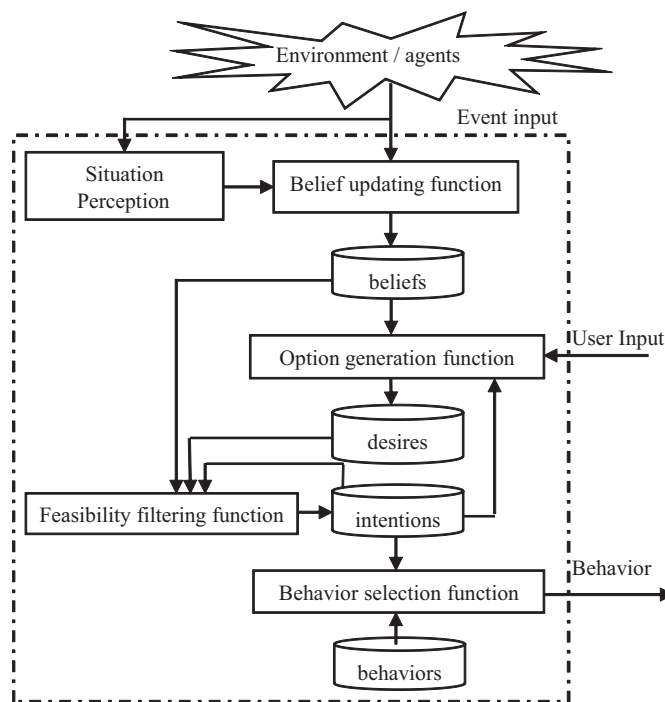 Environment / agents
Event input
Situation
Perception
Belief updating function
beliefs
User Input
Option generation function
desires
Feasibility filtering function
intentions
Behavior
Behavior selection function
behaviors